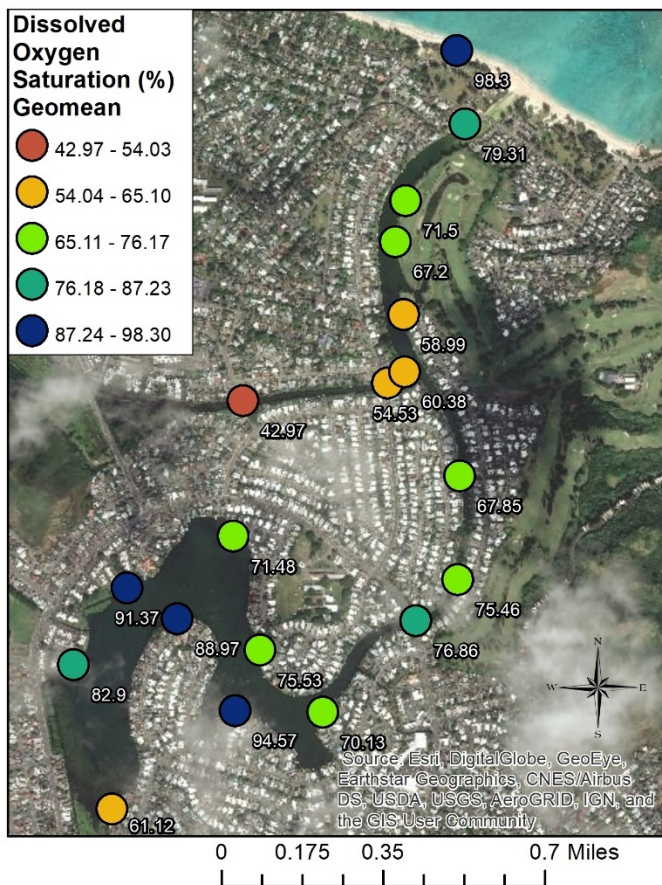 Dissolved
Oxygen
Saturation (%)
Geomean
42.97 - 54.03
54.04 - 65.10
65.11 - 76.17
76.18 - 87.23
87.24 - 98.30
98.3
79.31
71.5
67.2
58.99
60.38
54.53
42.97
67.85
71.48
75.46
91.37
88.97
76.86
75.53
82.9
94.57
70.13
61.12
N
W E
S
Source: Esri, DigitalGlobe, GeoEye,
Earthstar Geographics, CNES/Airbus
DS, USDA, USGS, AeroGRID, IGN, and
the GIS User Community
0 0.175 0.35 0.7 Miles